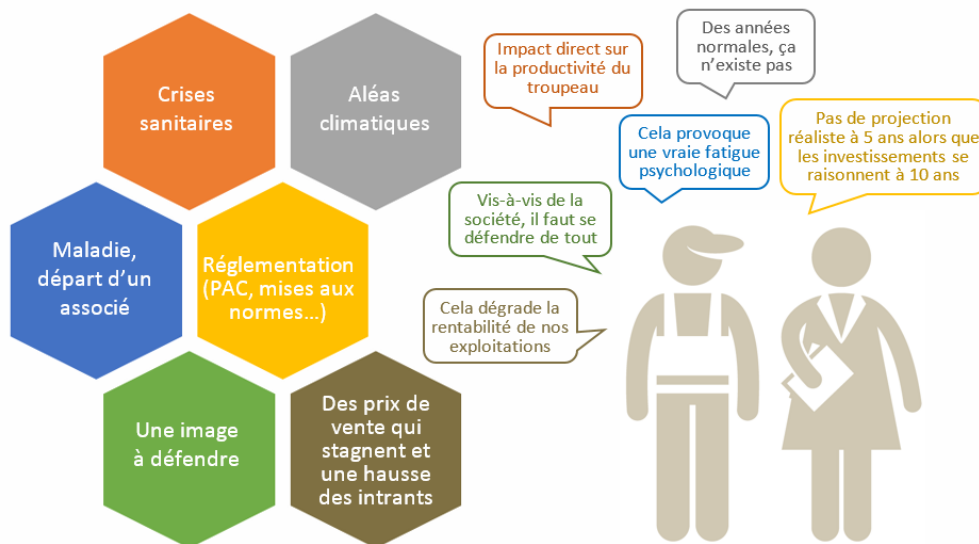 Crises
sanitaires
Aléas
climatiques
Maladie,
départ d’un
associé
Réglementation
(PAC, mises aux
normes…)
Une image
à défendre
Des prix de
vente qui
stagnent et
une hausse
des intrants
Impact direct sur
la productivité du
troupeau
Des années
normales, ça
n’existe pas
Cela provoque
une vraie fatigue
psychologique
Pas de projection
réaliste à 5 ans alors que
les investissements se
raisonnent à 10 ans
Vis-à-vis de la
société, il faut se
défendre de tout
Cela dégrade la
rentabilité de nos
exploitations